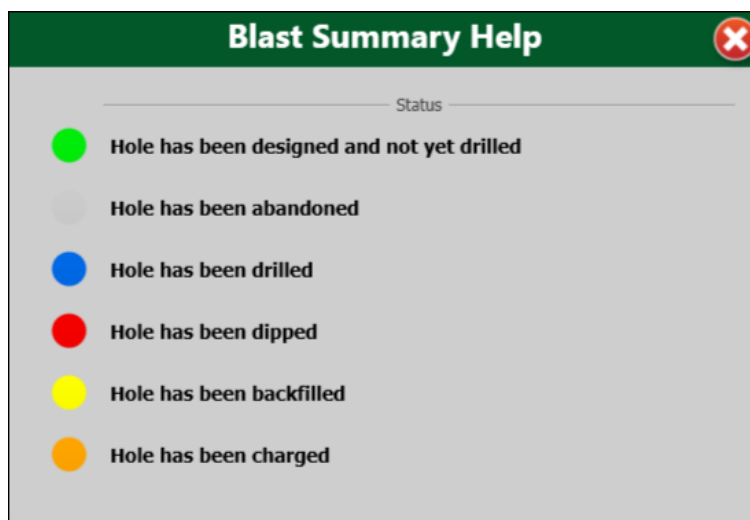 Blast Summary Help
Status
Hole has been designed and not yet drilled
Hole has been abandoned
Hole has been drilled
Hole has been dipped
Hole has been backfilled
Hole has been charged